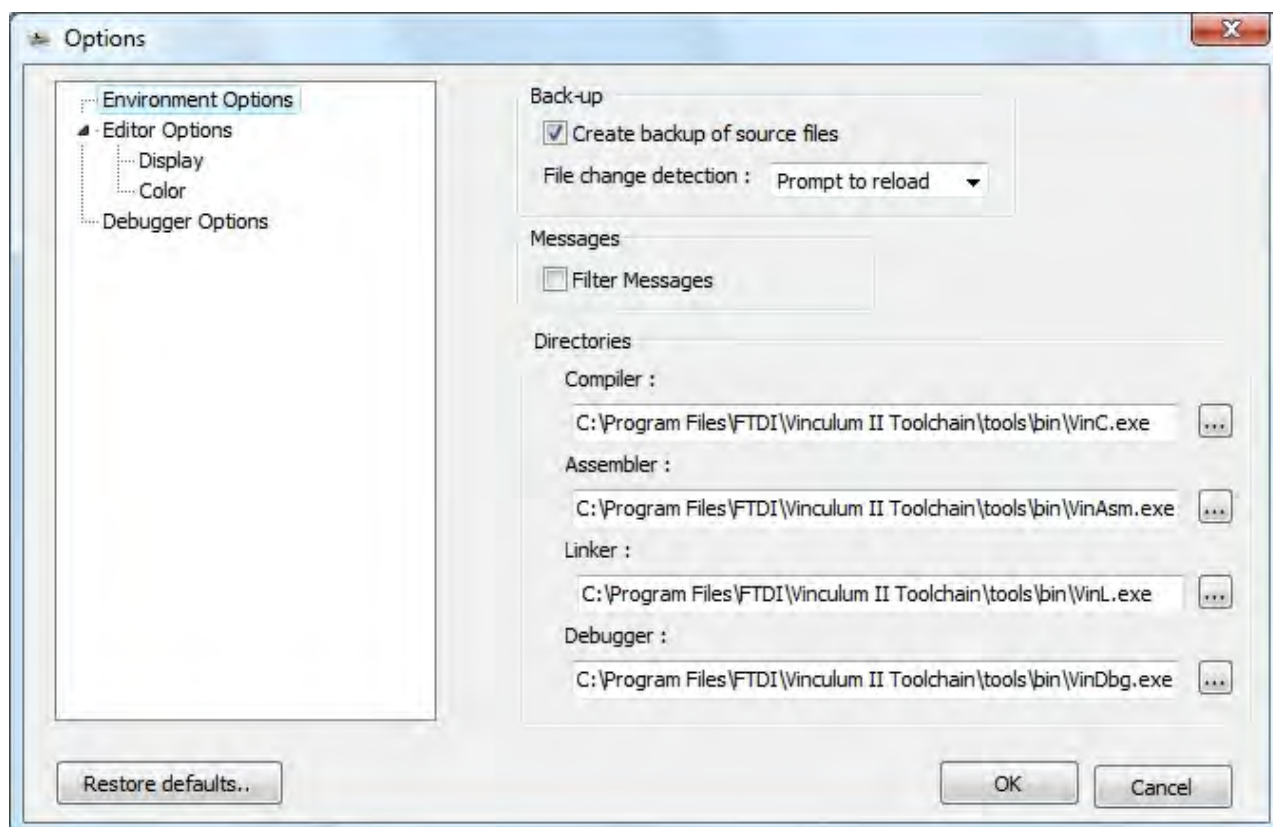 Options
Environment Options
Editor Options
Display
Color
Debugger Options
Back-up
Create backup of source files
File change detection : Prompt to reload
Messages
Filter Messages
Directories
Compiler :
C:\Program Files\FTDI\Vinculum II Toolchain\tools\bin\VinC.exe ...
Assembler :
C:\Program Files\FTDI\Vinculum II Toolchain\tools\bin\VinAsm.exe ...
Linker :
C:\Program Files\FTDI\Vinculum II Toolchain\tools\bin\VinL.exe ...
Debugger :
C:\Program Files\FTDI\Vinculum II Toolchain\tools\bin\VinDbg.exe ...
Restore defaults.. OK Cancel